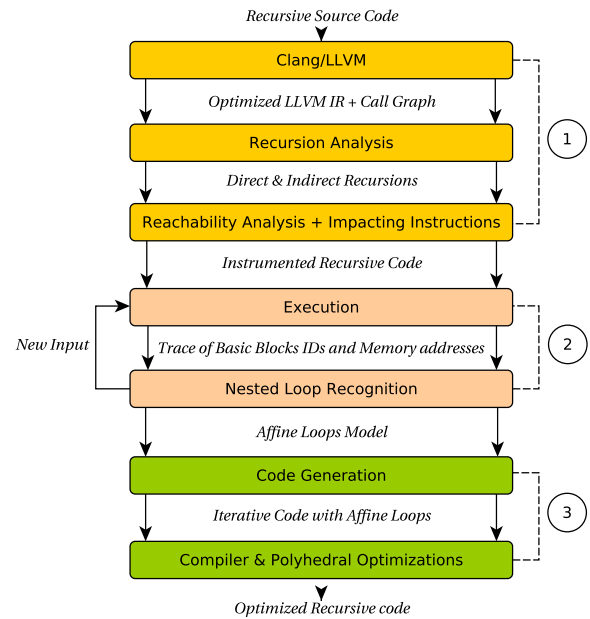 Recursive Source Code
Clang/LLVM
Optimized LLVM IR + Call Graph
Recursion Analysis
1
Direct & Indirect Recursions
Reachability Analysis + Impacting Instructions
Instrumented Recursive Code
Execution
New Input
Trace of Basic Blocks IDs and Memory addresses
2
Nested Loop Recognition
Affine Loops Model
Code Generation
Iterative Code with Affine Loops
3
Compiler & Polyhedral Optimizations
Optimized Recursive code